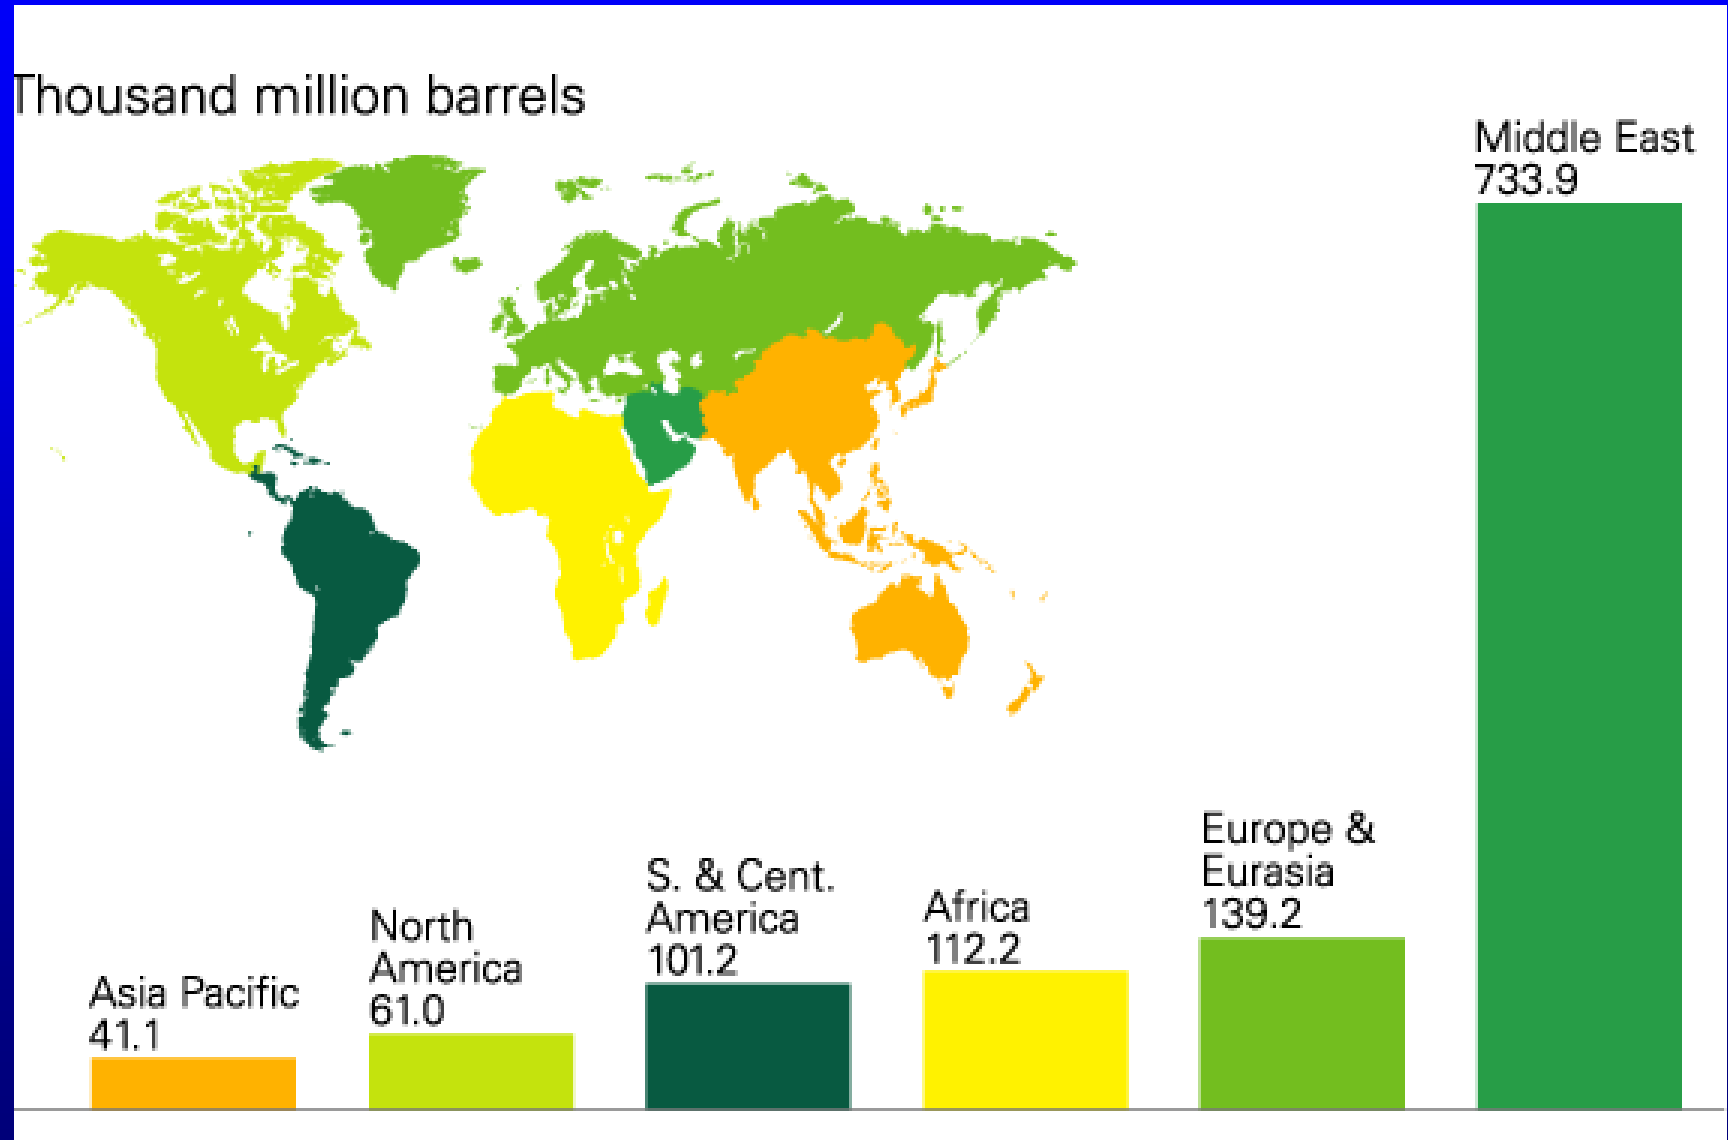 Thousand million barrels
Middle East
733.9
Europe &
Eurasia
139.2
S. & Cent.
America
101.2
Africa
112.2
North
America
61.0
Asia Pacific
41.1